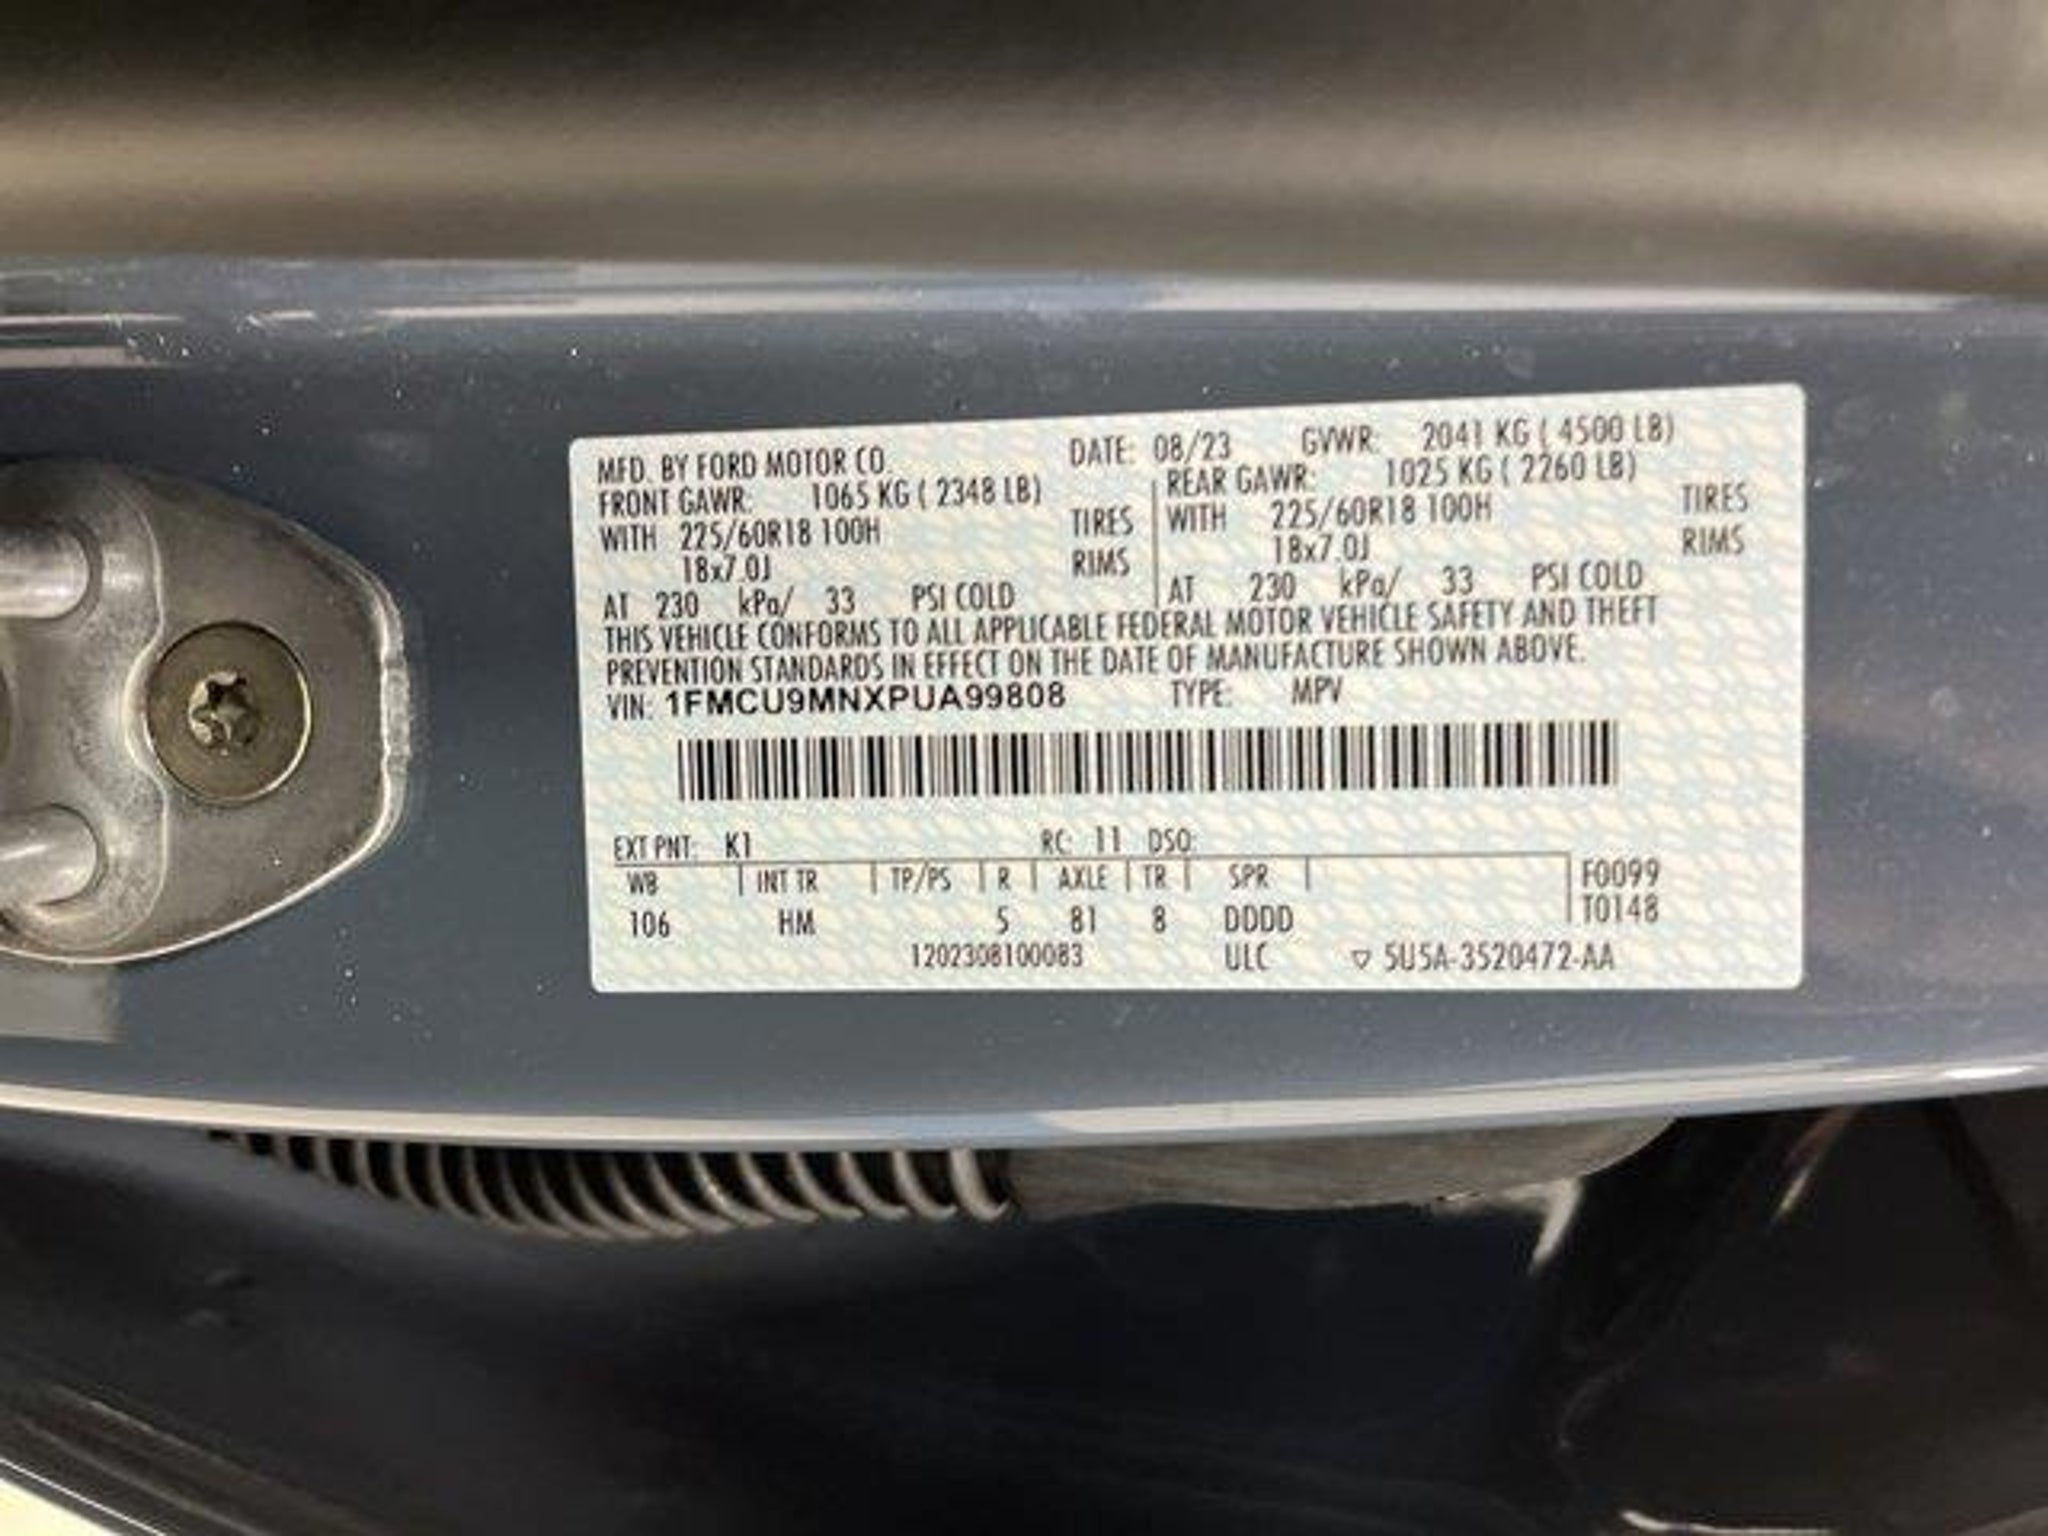 MFD. BY FORD MOTOR CO. DATE: 08/23 GVWR: 2041 KG ( 4500 LB)
FRONT GAWR: 1065 KG ( 2348 LB) REAR GAWR: 1025 KG ( 2260 LB)
WITH 225/60R18 100H TIRES WITH 225/60R18 100H TIRES
18x7.0J RIMS 18x7.0J RIMS
AT 230 kPa/ 33 PSI COLD AT 230 kPa/ 33 PSI COLD
THIS VEHICLE CONFORMS TO ALL APPLICABLE FEDERAL MOTOR VEHICLE SAFETY AND THEFT
PREVENTION STANDARDS IN EFFECT ON THE DATE OF MANUFACTURE SHOWN ABOVE.
VIN: 1FMCU9MNXPUA99808 TYPE: MPV
EXT PNT: K1 RC: 11 DSO:
WB INT TR TP/PS R AXLE TR SPR F0099
106 HM 5 81 8 DDDD T0148
1202308100083 ULC ▽ 5U5A-3520472-AA